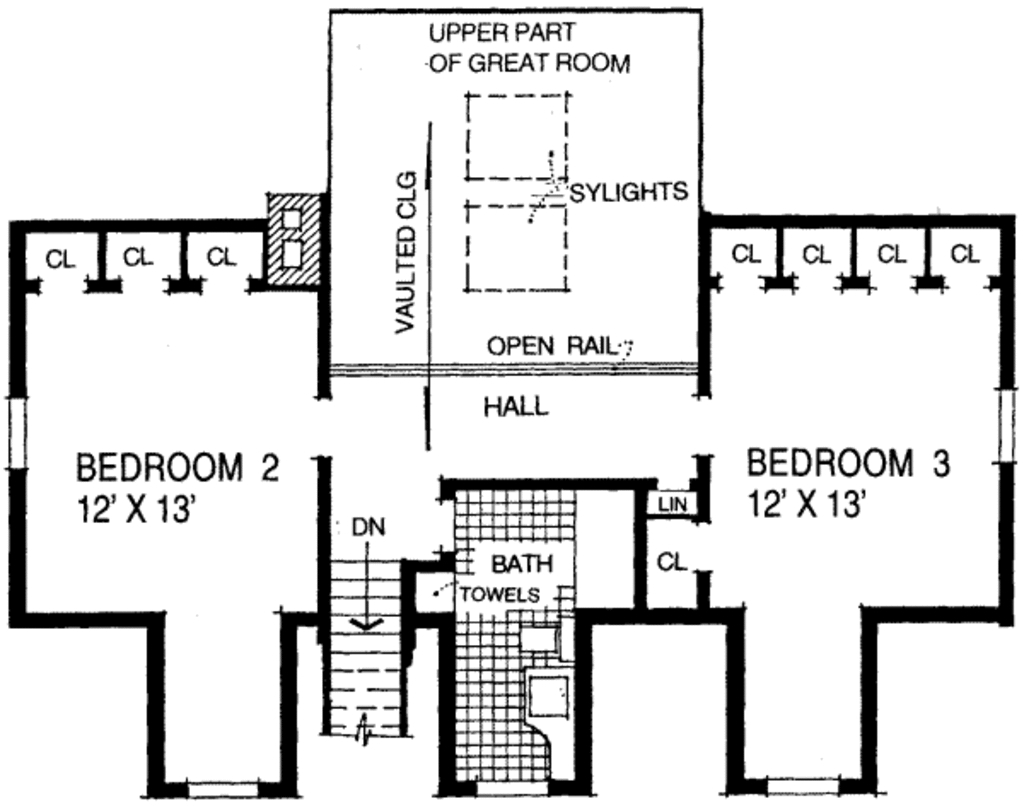 UPPER PART
OF GREAT ROOM
VAULTED CLG
SYLIGHTS
CL
CL
CL
CL
CL
CL
CL
OPEN RAIL
HALL
BEDROOM 2
12' X 13'
BEDROOM 3
12' X 13'
LIN
DN
BATH
CL
TOWELS